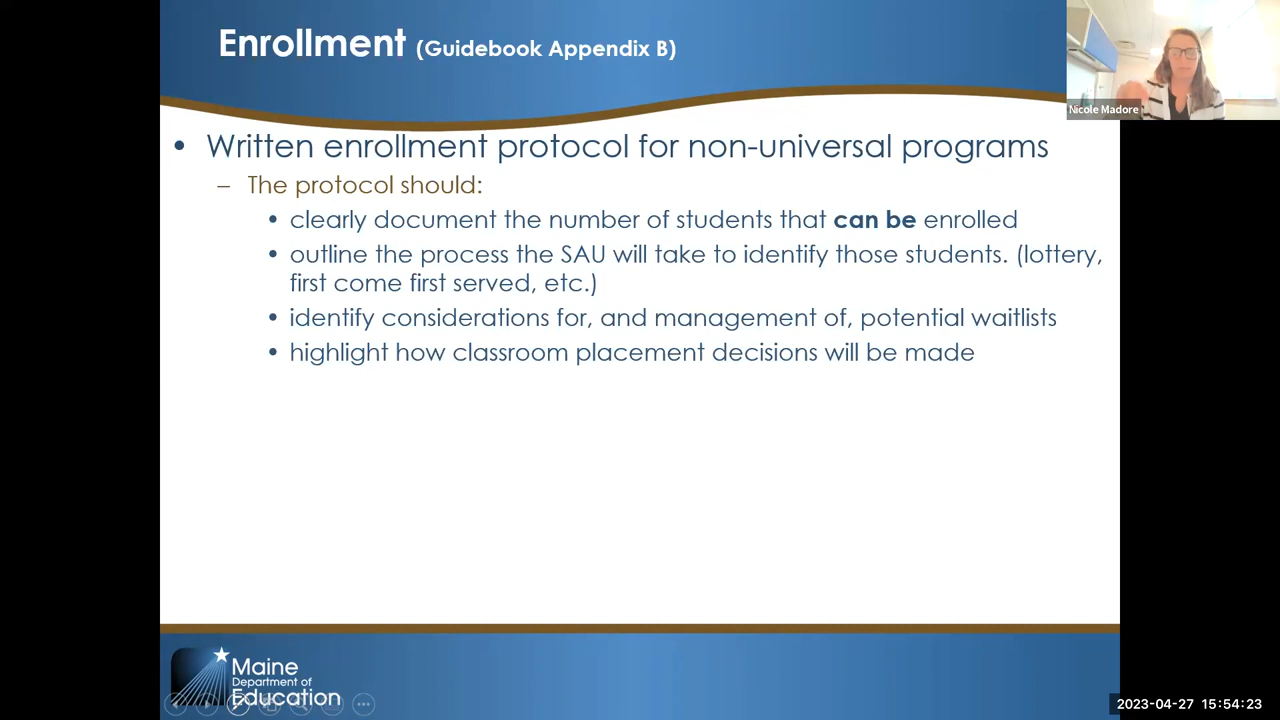 Enrollment (Guidebook Appendix B)
Nicole Madore
• Written enrollment protocol for non-universal programs
– The protocol should:
• clearly document the number of students that can be enrolled
• outline the process the SAU will take to identify those students. (lottery,
first come first served, etc.)
• identify considerations for, and management of, potential waitlists
• highlight how classroom placement decisions will be made
Maine
Department of
Education
2023-04-27 15:54:23